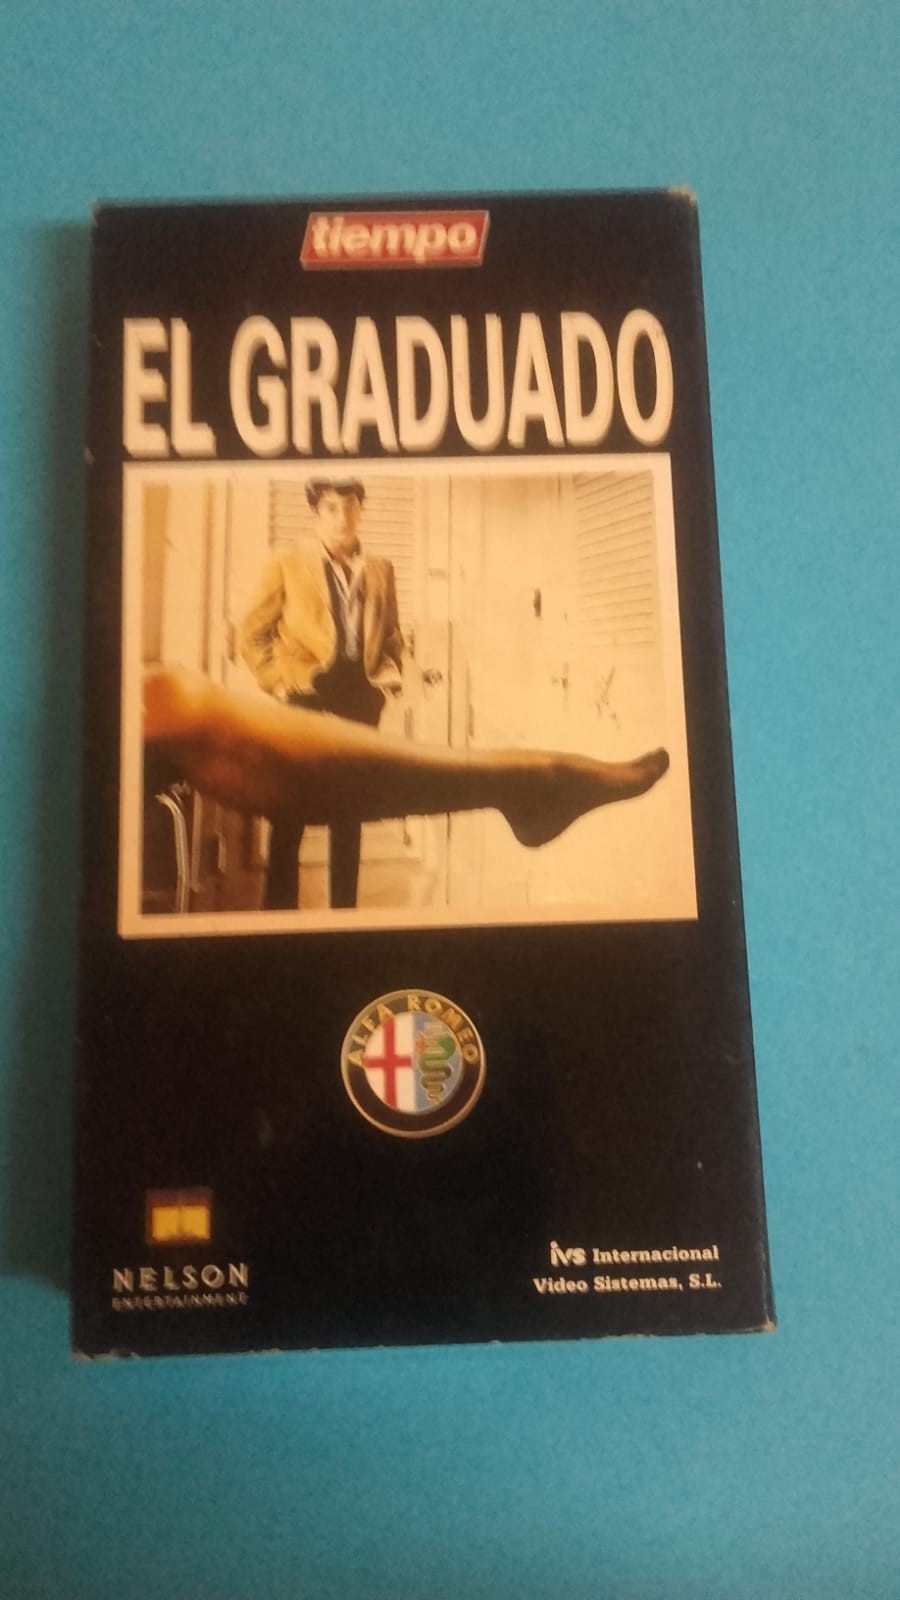 tiempo
EL GRADUADO
ALFA ROMEO
NELSON
ENTERTAINMENT
ivs Internacional
Video Sistemas, S.L.